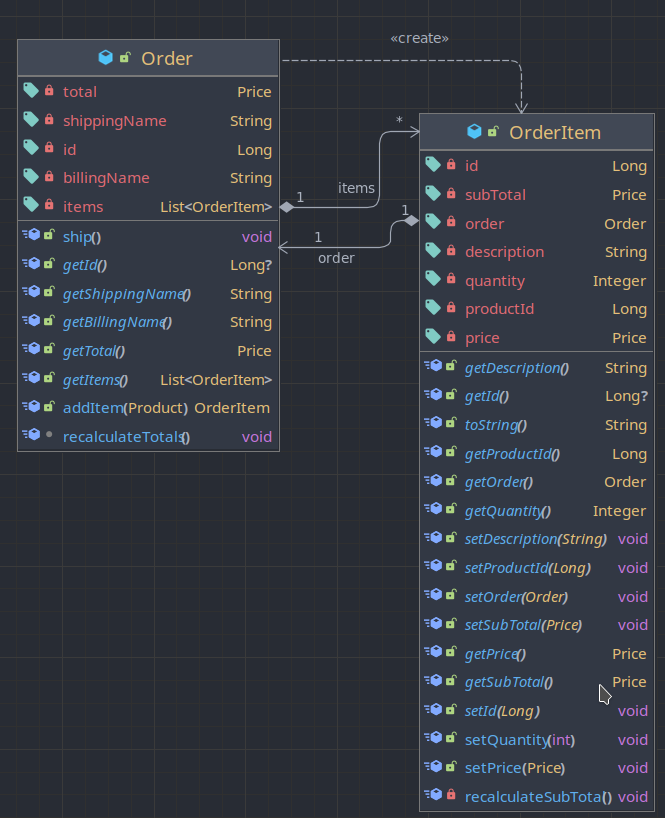 «create»
Order
total Price
shippingName String
id Long
billingName String
items List<OrderItem>
ship() void
getId() Long?
getShippingName() String
getBillingName() String
getTotal() Price
getItems() List<OrderItem>
addItem(Product) OrderItem
recalculateTotals() void
*
1
items
1
1
order
OrderItem
id Long
subTotal Price
order Order
description String
quantity Integer
productId Long
price Price
getDescription() String
getId() Long?
toString() String
getProductId() Long
getOrder() Order
getQuantity() Integer
setDescription(String) void
setProductId(Long) void
setOrder(Order) void
setSubTotal(Price) void
getPrice() Price
getSubTotal() Price
setId(Long) void
setQuantity(int) void
setPrice(Price) void
recalculateSubTotal() void